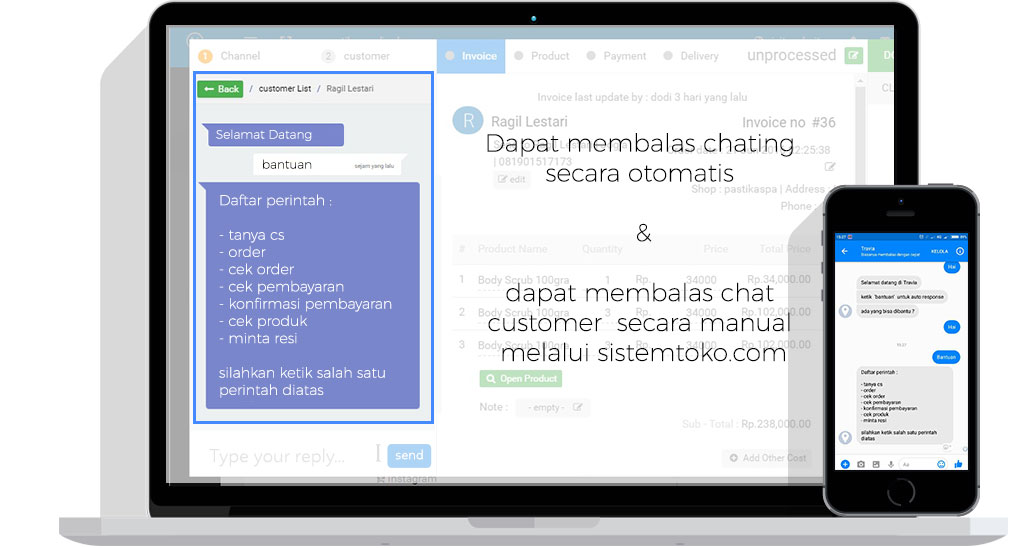 1 Channel
2 customer
Invoice
Product
Payment
Delivery
unprocessed
Back / customer List / Ragil Lestari
Selamat Datang
bantuan
sejam yang lalu
Daftar perintah :
- tanya cs
- order
- cek order
- cek pembayaran
- konfirmasi pembayaran
- cek produk
- minta resi
silahkan ketik salah satu
perintah diatas
Type your reply...
send
Instagram
Invoice last update by : dodi 3 hari yang lalu
R
Ragil Lestari
Invoice no #36
| 081901517173
edit
Shop : pastikaspa | Address
Phone :
Dapat membalas chating
secara otomatis
&
dapat membalas chat
customer secara manual
melalui sistemtoko.com
# Product Name Quantity Price Total Price
1 Body Scrub 100gra 1 Rp. 34000 Rp.34,000.00
2 Body Scrub 100gra 3 Rp. 34000 Rp.102,000.00
3 Body Scrub 100gra 3 Rp. 34000 Rp.102,000.00
Open Product
Note : - empty -
Sub - Total : Rp.238,000.00
Add Other Cost
Travia
Biasanya membalas dengan cepat
KELOLA
Hai
Selamat datang di Travia
ketik 'bantuan' untuk auto response
ada yang bisa dibantu ?
Hai
15.27
Bantuan
Daftar perintah :
- tanya cs
- order
- cek order
- cek pembayaran
- konfirmasi pembayaran
- cek produk
- minta resi
silahkan ketik salah satu perintah
diatas
Aa